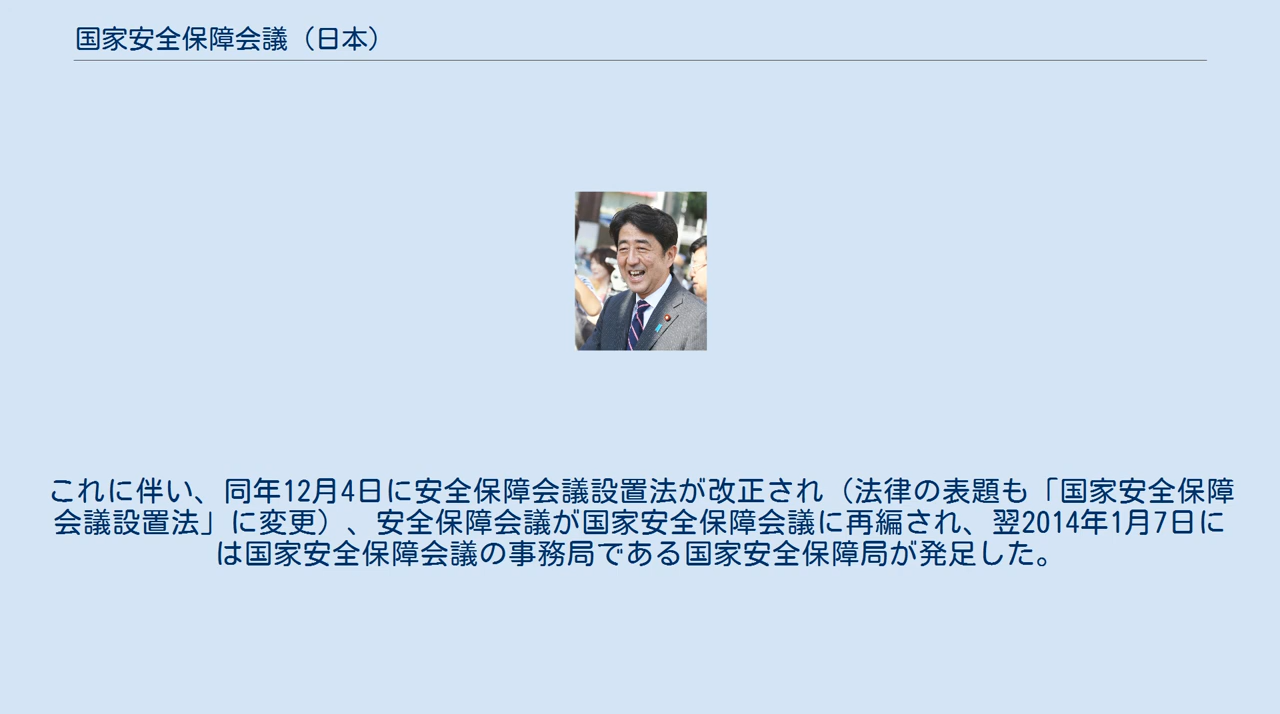 国家安全保障会議（日本）
これに伴い、同年12月4日に安全保障会議設置法が改正され（法律の表題も「国家安全保障
会議設置法」に変更）、安全保障会議が国家安全保障会議に再編され、翌2014年1月7日に
は国家安全保障会議の事務局である国家安全保障局が発足した。